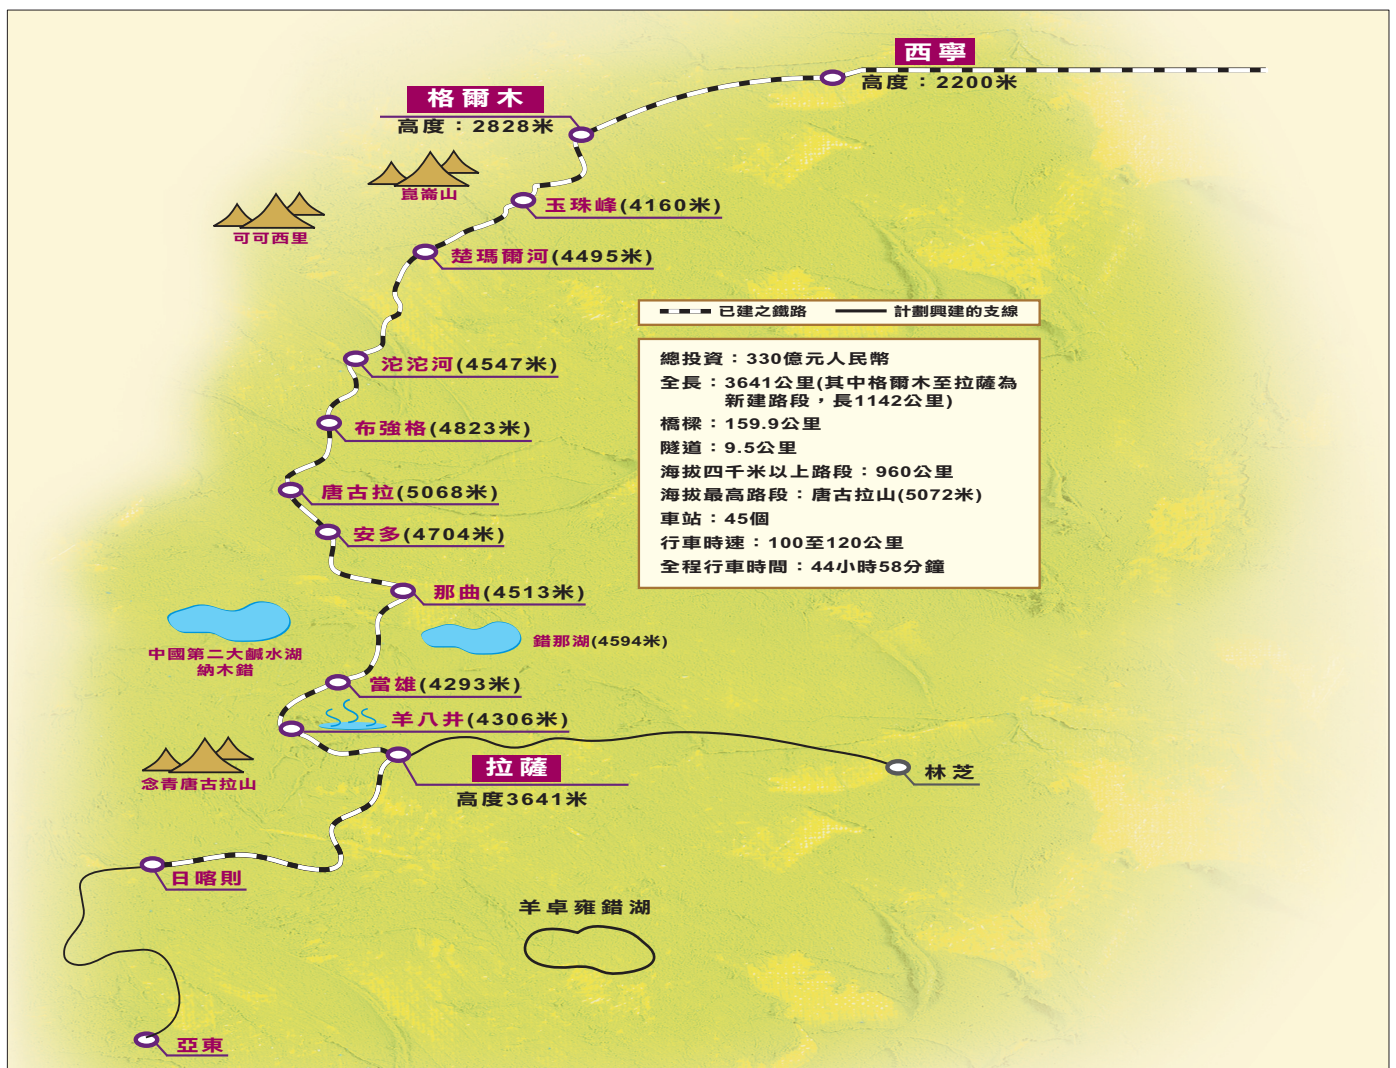 西寧
高度：2200米
格爾木
高度：2828米
崑崙山
可可西里
玉珠峰(4160米)
楚瑪爾河(4495米)
已建之鐵路
計劃興建的支線
總投資：330億元人民幣
全長：3641公里(其中格爾木至拉薩為
新建路段，長1142公里)
橋樑：159.9公里
隧道：9.5公里
海拔四千米以上路段：960公里
海拔最高路段：唐古拉山(5072米)
車站：45個
行車時速：100至120公里
全程行車時間：44小時58分鐘
沱沱河(4547米)
布強格(4823米)
唐古拉(5068米)
安多(4704米)
那曲(4513米)
中國第二大鹹水湖
納木錯
錯那湖(4594米)
當雄(4293米)
羊八井(4306米)
念青唐古拉山
拉薩
高度3641米
林芝
日喀則
羊卓雍錯湖
亞東